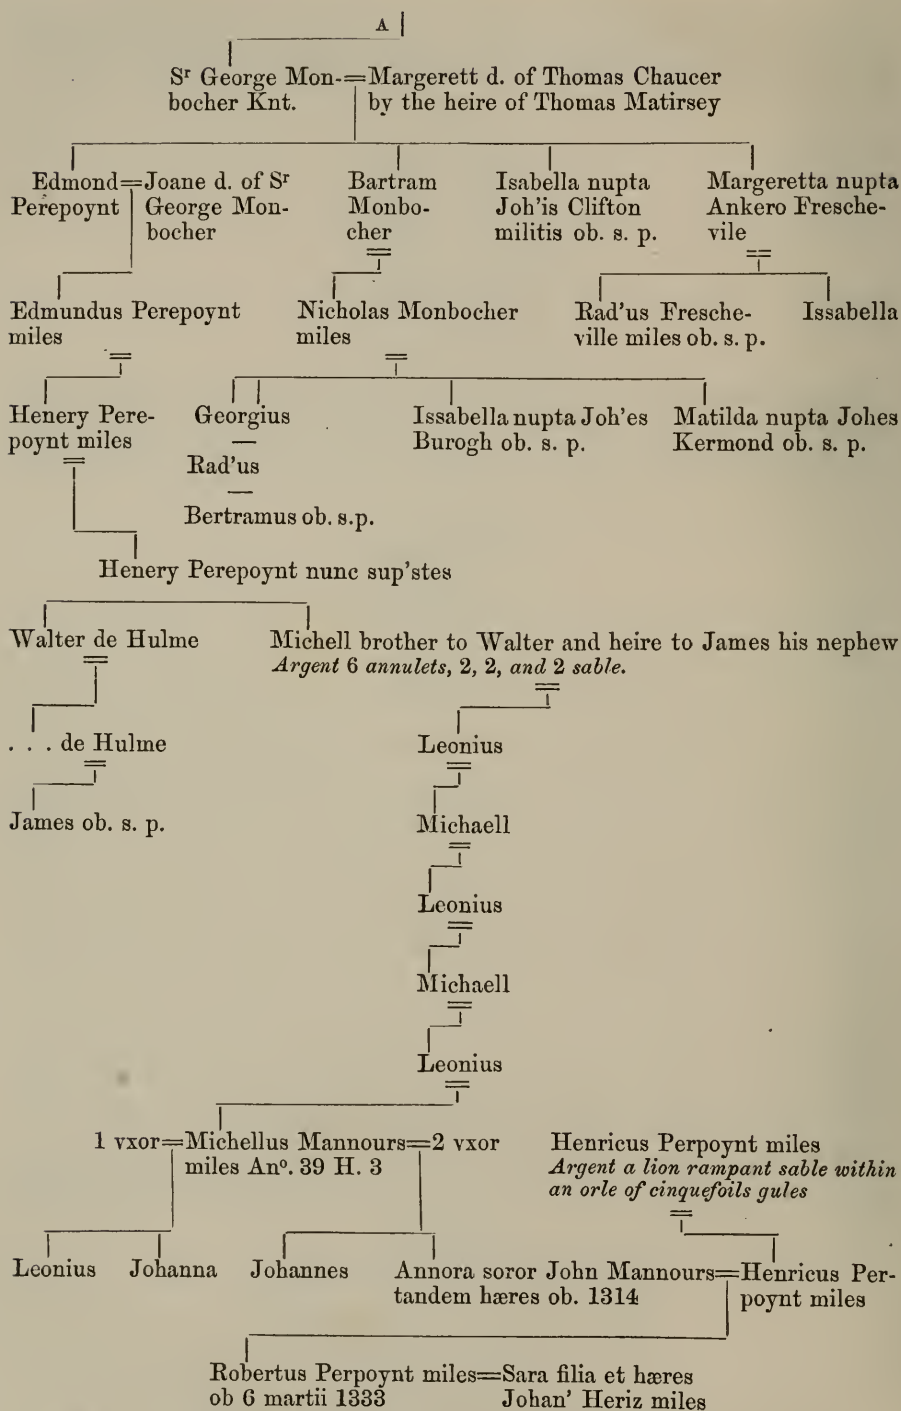 A
Sʳ George Mon-=Margerett d. of Thomas Chaucer
bocher Knt. by the heire of Thomas Matirsey
Edmond=Joane d. of Sʳ Bartram Isabella nupta Margeretta nupta
Perepoynt George Mon- Monbo- Joh'is Clifton Ankero Fresche-
bocher cher militis ob. s. p. vile
Edmundus Perepoynt Nicholas Monbocher Rad'us Fresche- Issabella
miles miles ville miles ob. s. p.
Henery Pere- Georgius Issabella nupta Joh'es Matilda nupta Johes
poynt miles Burogh ob. s. p. Kermond ob. s. p.
Rad'us
Bertramus ob. s.p.
Henery Perepoynt nunc sup'stes
Walter de Hulme Michell brother to Walter and heire to James his nephew
Argent 6 annulets, 2, 2, and 2 sable.
. . . de Hulme Leonius
James ob. s. p. Michaell
Leonius
Michaell
Leonius
1 vxor=Michellus Mannours=2 vxor Henricus Perpoynt miles
miles Anº. 39 H. 3 Argent a lion rampant sable within
an orle of cinquefoils gules
Leonius Johanna Johannes Annora soror John Mannours=Henricus Per-
tandem hæres ob. 1314 poynt miles
Robertus Perpoynt miles=Sara filia et hæres
ob 6 martii 1333 Johan' Heriz miles